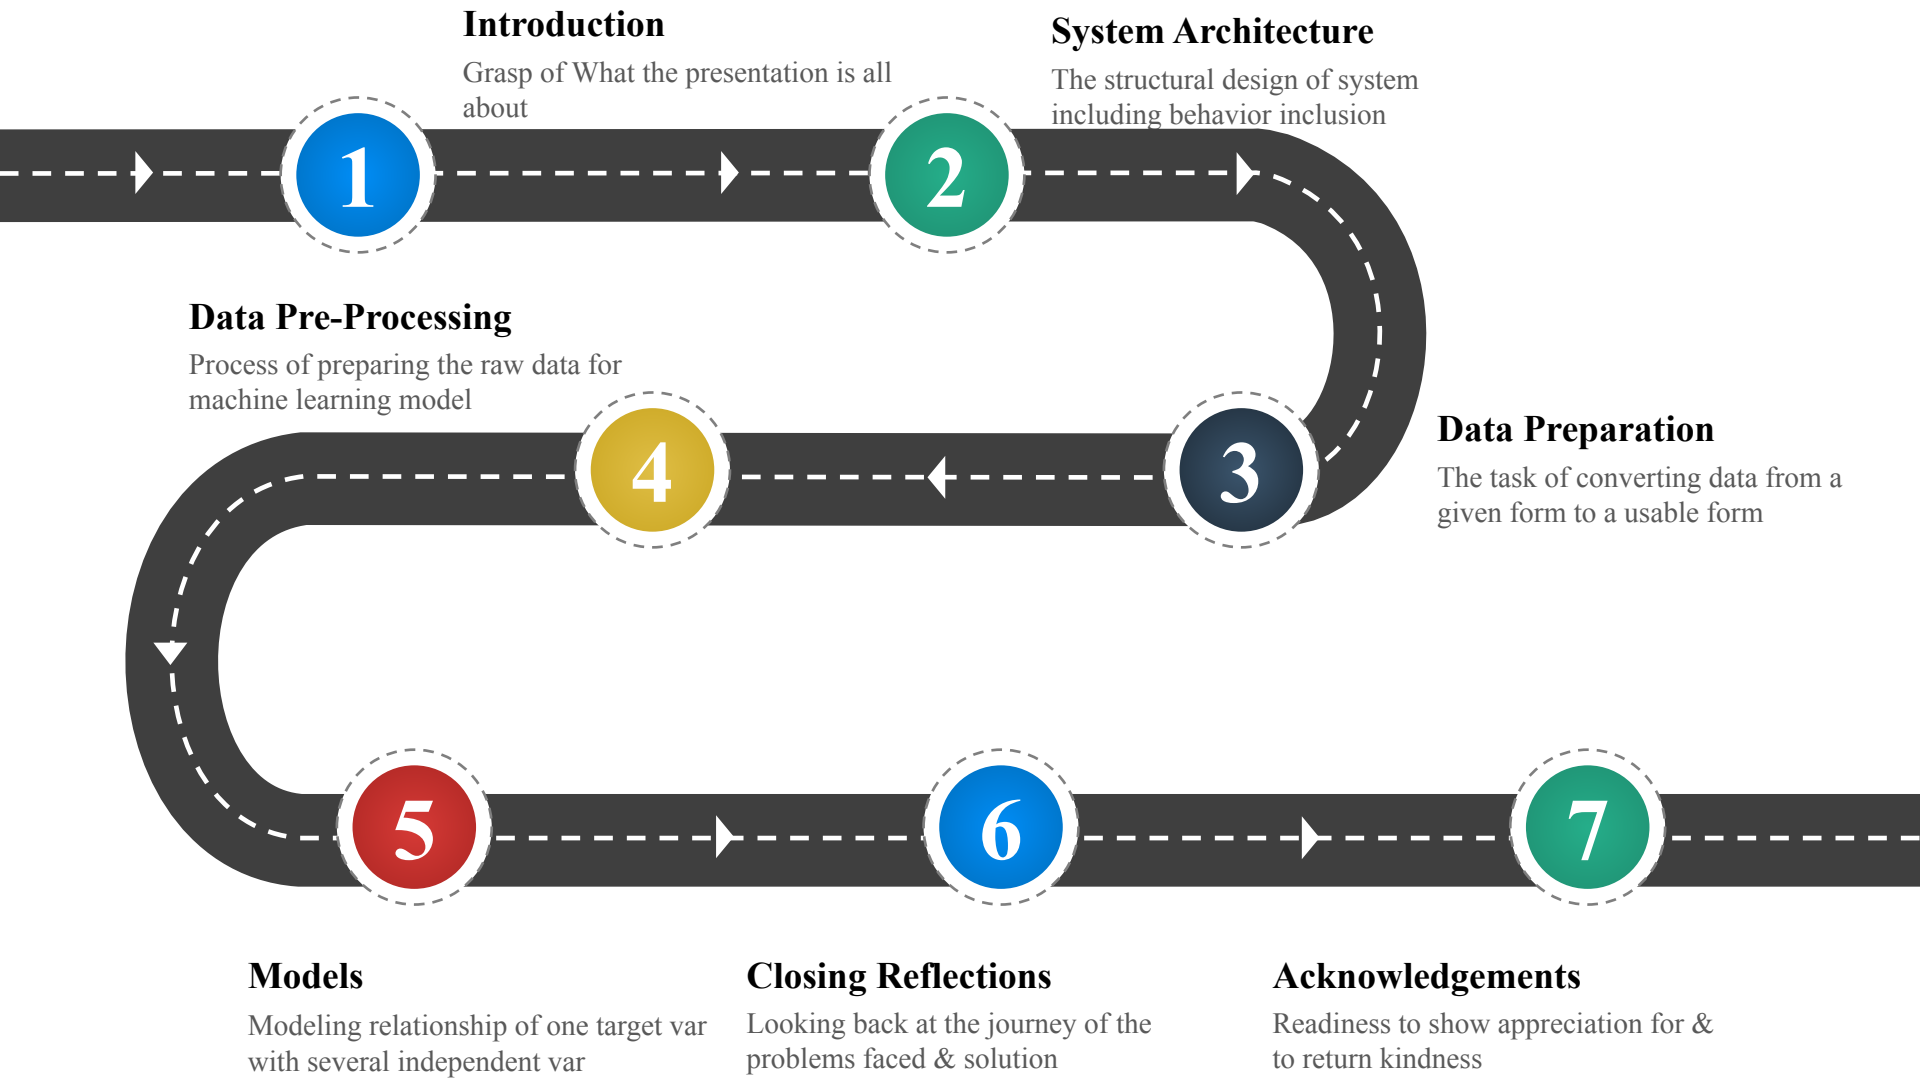 Introduction
Grasp of What the presentation is all
about
System Architecture
The structural design of system
including behavior inclusion
1
2
Data Pre-Processing
Process of preparing the raw data for
machine learning model
4
3
Data Preparation
The task of converting data from a
given form to a usable form
5
6
7
Models
Modeling relationship of one target var
with several independent var
Closing Reflections
Looking back at the journey of the
problems faced & solution
Acknowledgements
Readiness to show appreciation for &
to return kindness